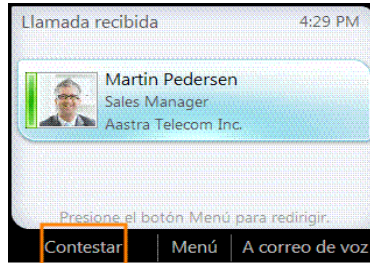 Llamada recibida 4:29 PM
Martin Pedersen
Sales Manager
Aastra Telecom Inc.
Presione el botón Menú para redirigir.
Contestar Menú A correo de voz